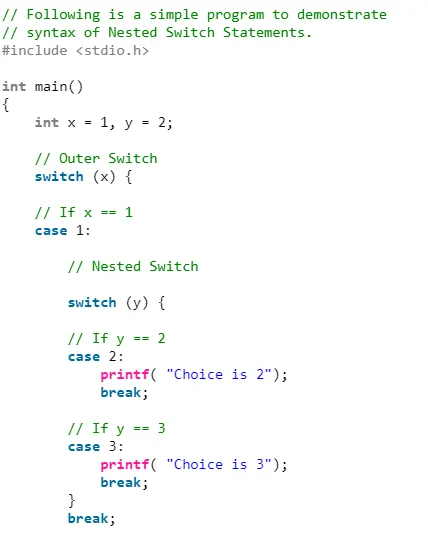 // Following is a simple program to demonstrate
// syntax of Nested Switch Statements.
#include <stdio.h>
int main()
{
int x = 1, y = 2;
// Outer Switch
switch (x) {
// If x == 1
case 1:
// Nested Switch
switch (y) {
// If y == 2
case 2:
printf( "Choice is 2");
break;
// If y == 3
case 3:
printf( "Choice is 3");
break;
}
break;